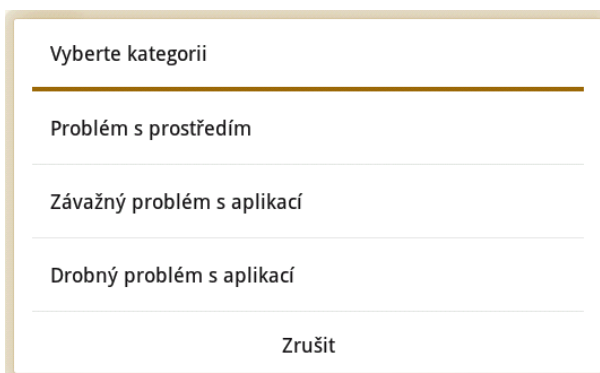 Vyberte kategorii
Problém s prostředím
Závažný problém s aplikací
Drobný problém s aplikací
Zrušit